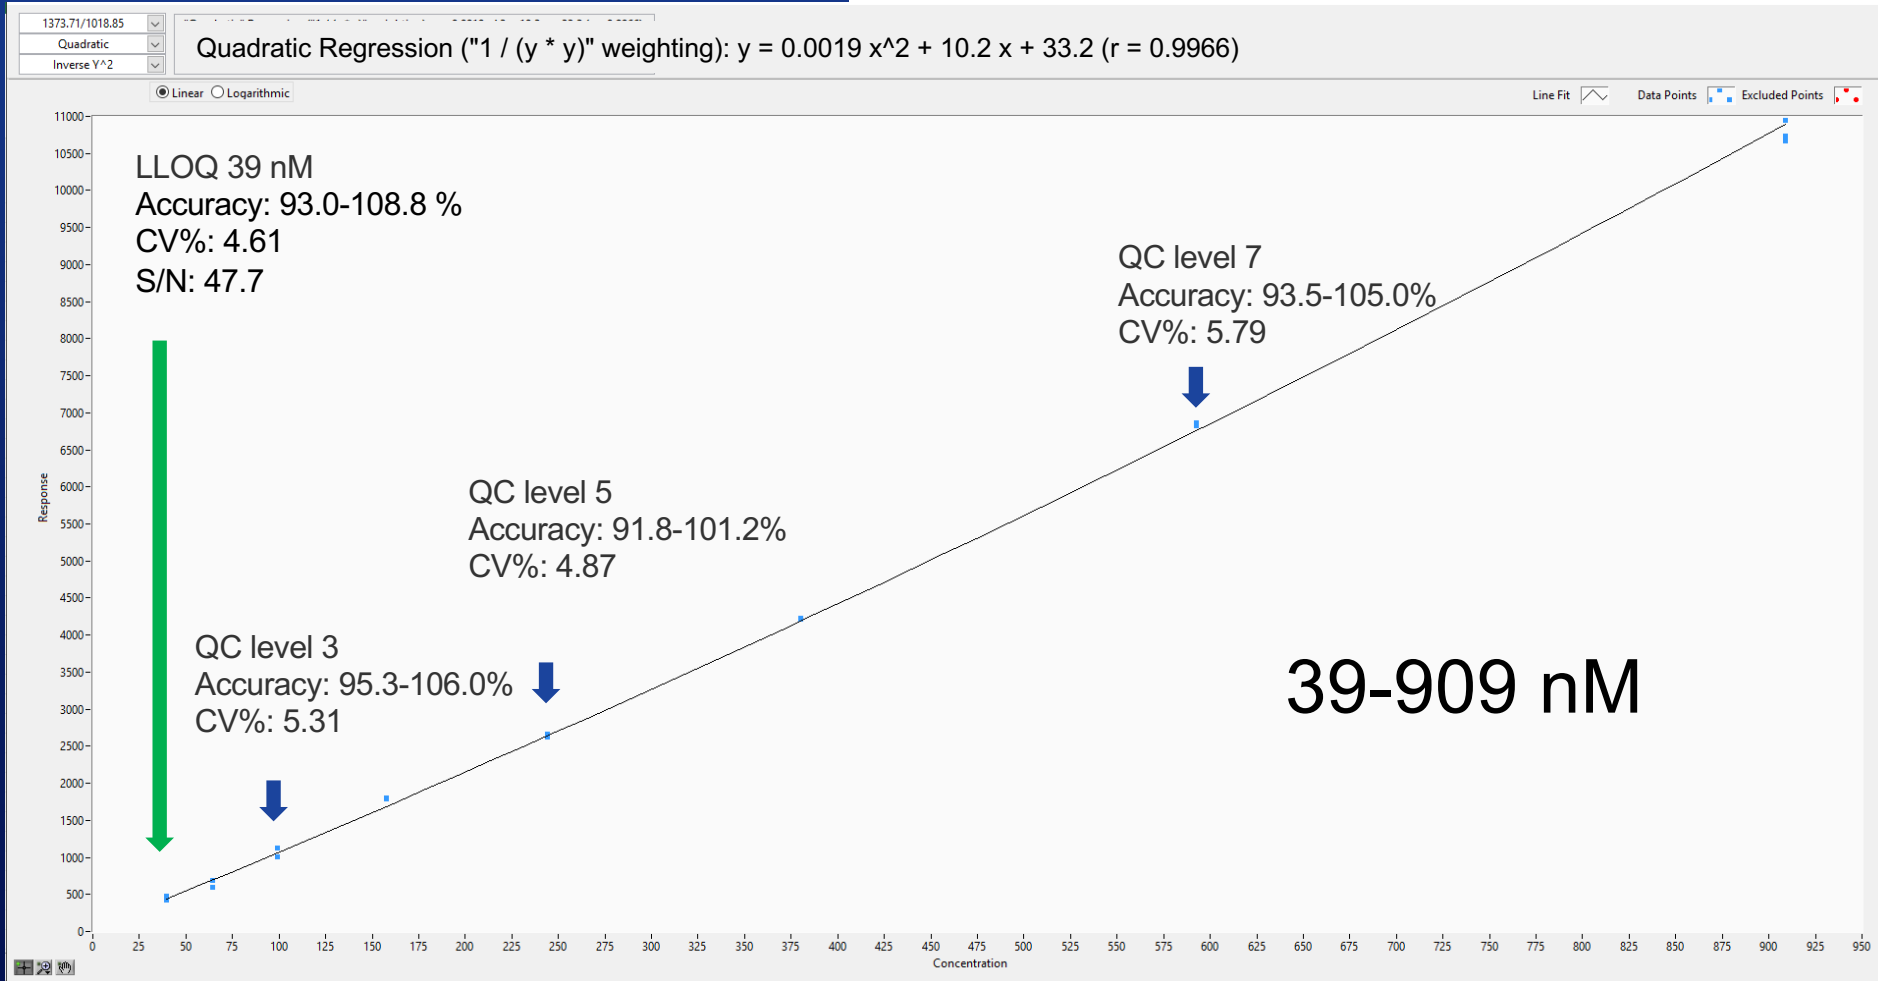 1373.71/1018.85
Quadratic
Inverse Y^2
Quadratic Regression ("1 / (y * y)" weighting): y = 0.0019 x^2 + 10.2 x + 33.2 (r = 0.9966)
Linear
Logarithmic
Line Fit
Data Points
Excluded Points
11000
10500
10000
9500
9000
8500
8000
7500
7000
6500
6000
5500
5000
4500
4000
3500
3000
2500
2000
1500
1000
500
0
Response
LLOQ 39 nM
Accuracy: 93.0-108.8 %
CV%: 4.61
S/N: 47.7
QC level 7
Accuracy: 93.5-105.0%
CV%: 5.79
QC level 5
Accuracy: 91.8-101.2%
CV%: 4.87
QC level 3
Accuracy: 95.3-106.0%
CV%: 5.31
39-909 nM
0 25 50 75 100 125 150 175 200 225 250 275 300 325 350 375 400 425 450 475 500 525 550 575 600 625 650 675 700 725 750 775 800 825 850 875 900 925 950
Concentration